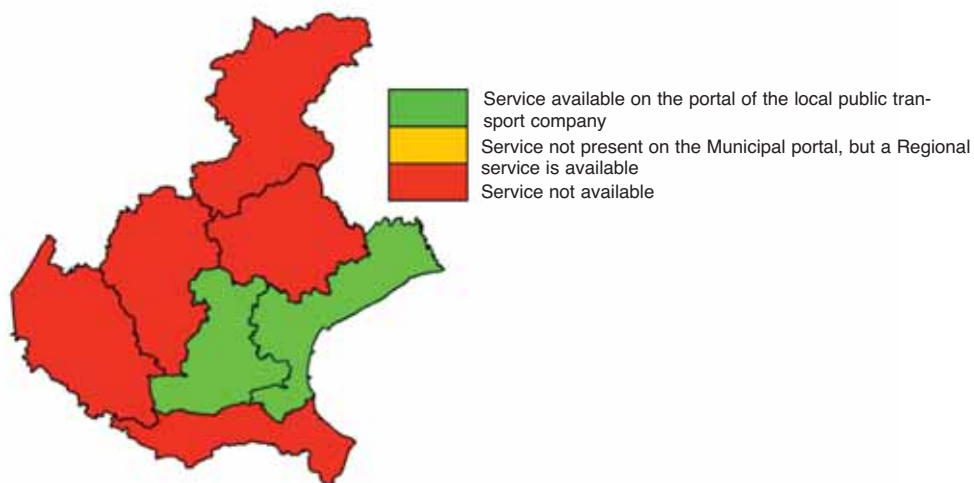 Service available on the portal of the local public tran-
sport company
Service not present on the Municipal portal, but a Regional
service is available
Service not available